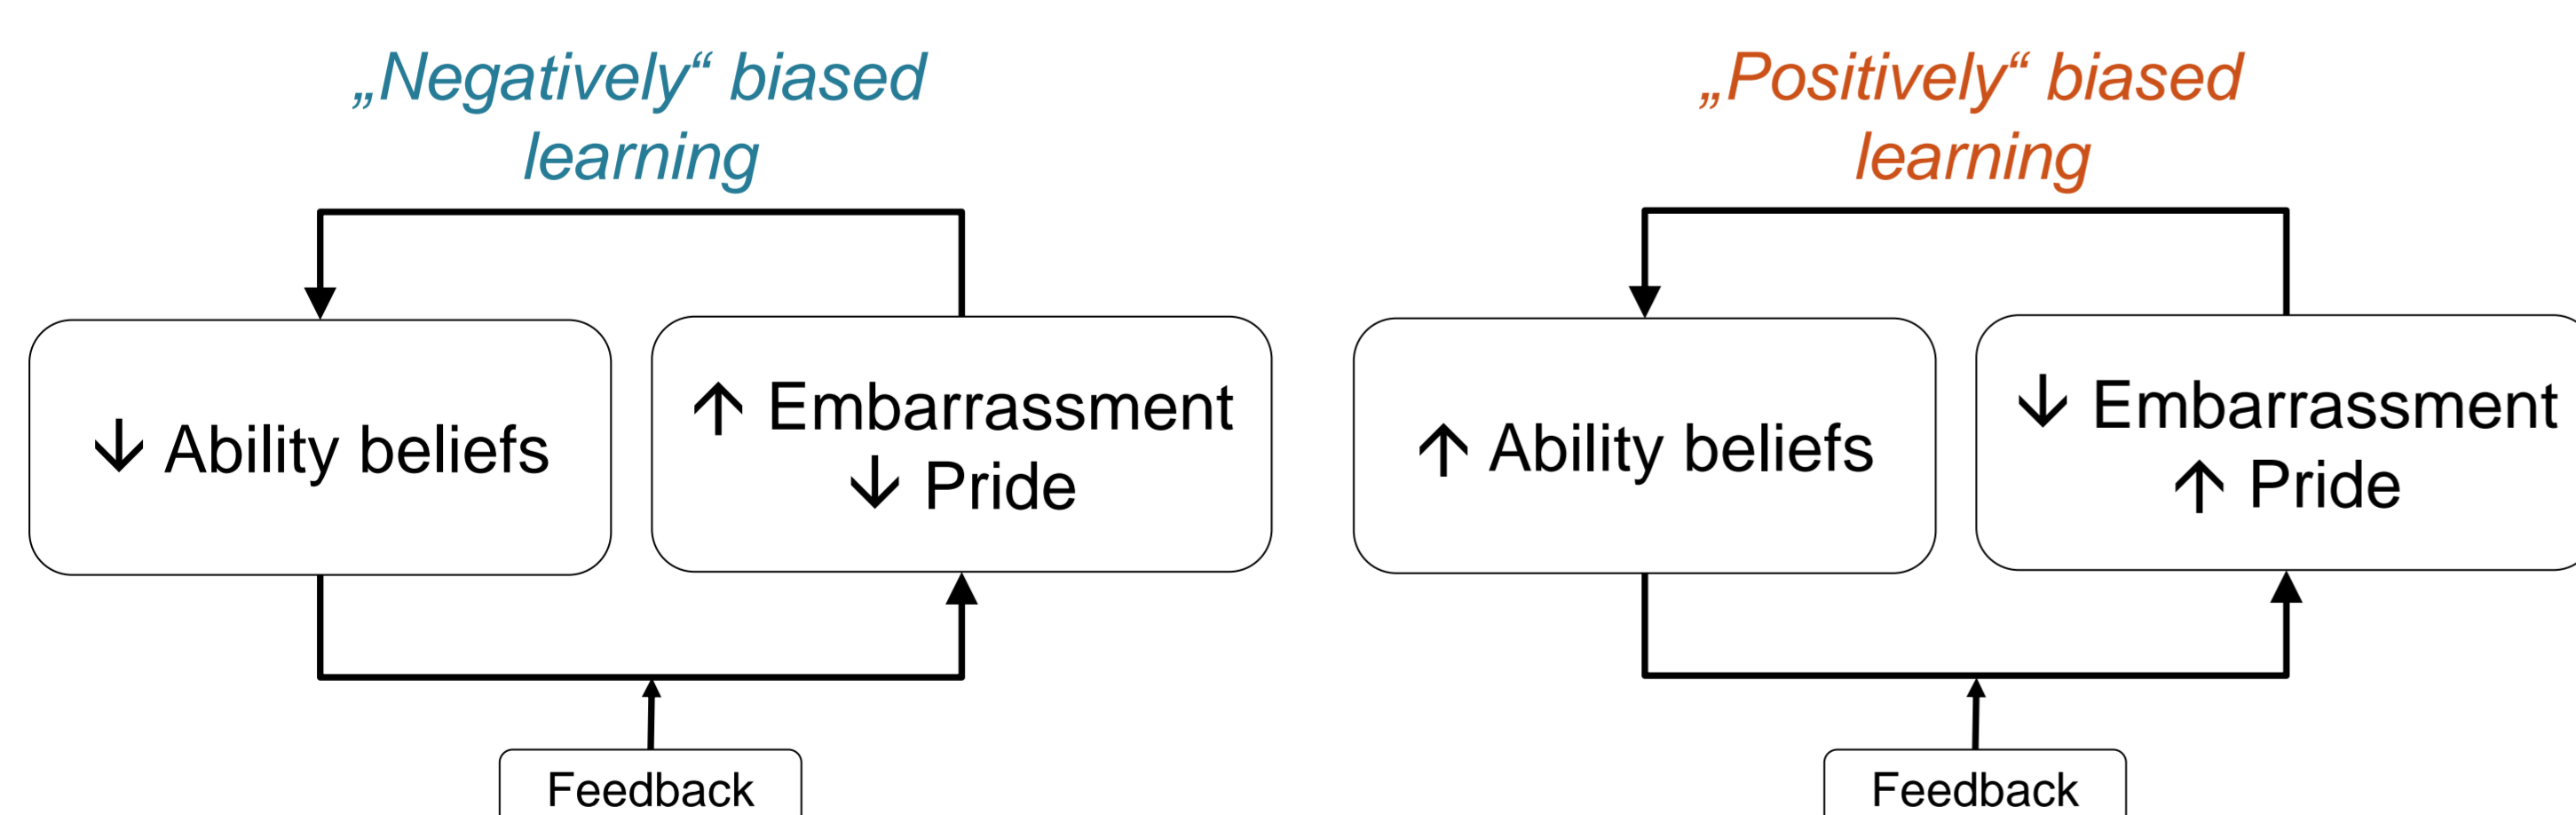 „Negatively“ biased
learning
↓ Ability beliefs
↑ Embarrassment
↓ Pride
Feedback
„Positively“ biased
learning
↑ Ability beliefs
↓ Embarrassment
↑ Pride
Feedback